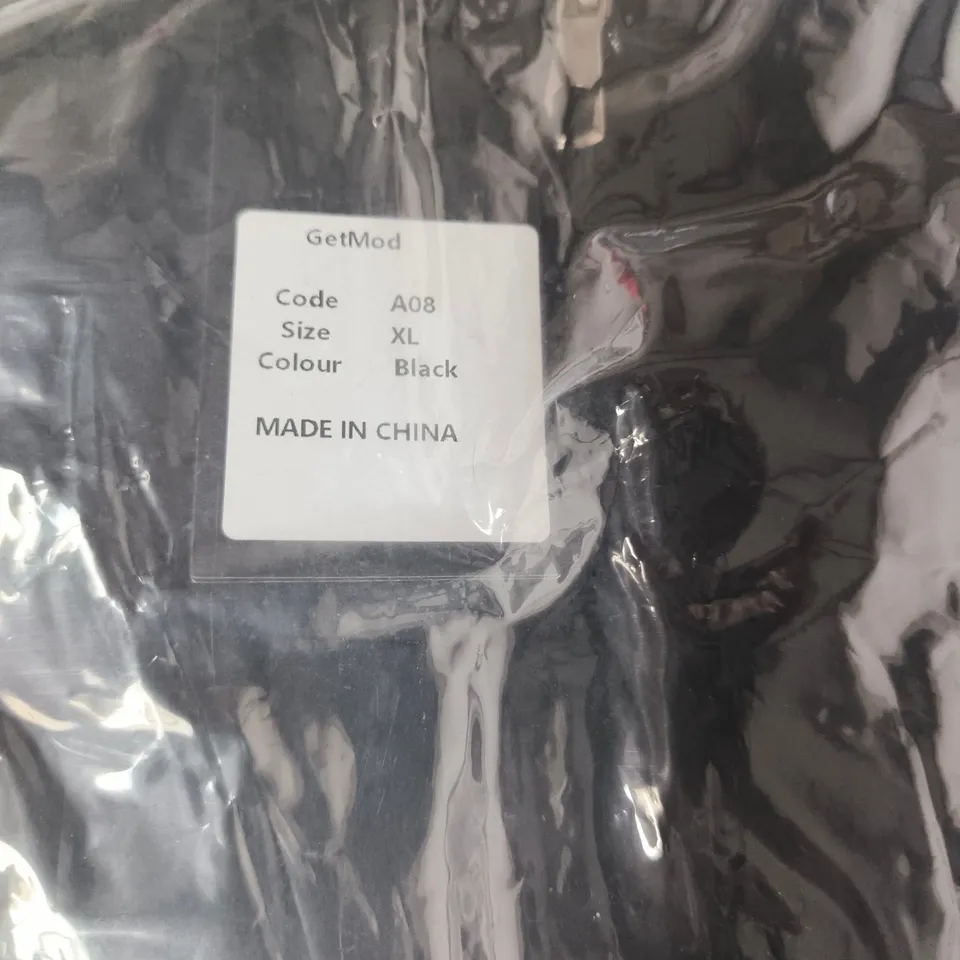 GetMod
Code A08
Size XL
Colour Black
MADE IN CHINA